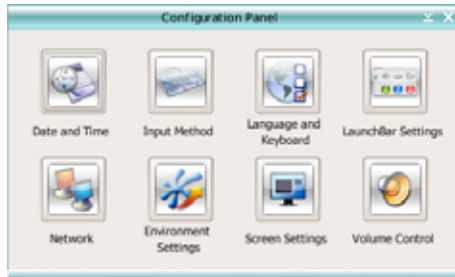 Configuration Panel
Date and Time
Input Method
Language and
Keyboard
LaunchBar Settings
Network
Environment
Settings
Screen Settings
Volume Control